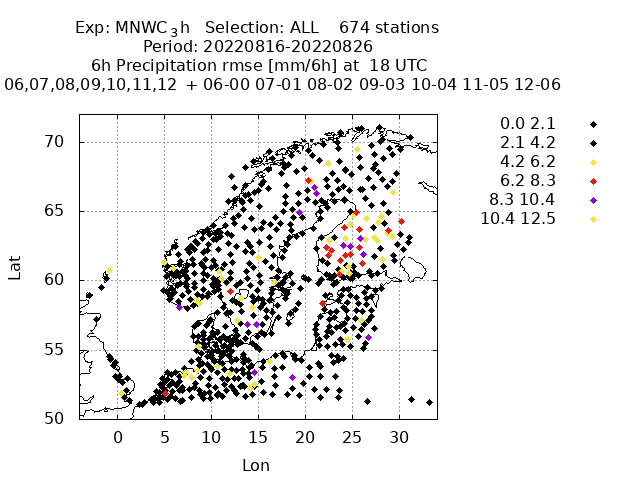 Exp: MNWC_3h Selection: ALL 674 stations
Period: 20220816-20220826
6h Precipitation rmse [mm/6h] at 18 UTC
06,07,08,09,10,11,12 + 06-00 07-01 08-02 09-03 10-04 11-05 12-06
0.0 2.1
2.1 4.2
4.2 6.2
6.2 8.3
8.3 10.4
10.4 12.5
70
65
60
55
50
Lat
0 5 10 15 20 25 30
Lon